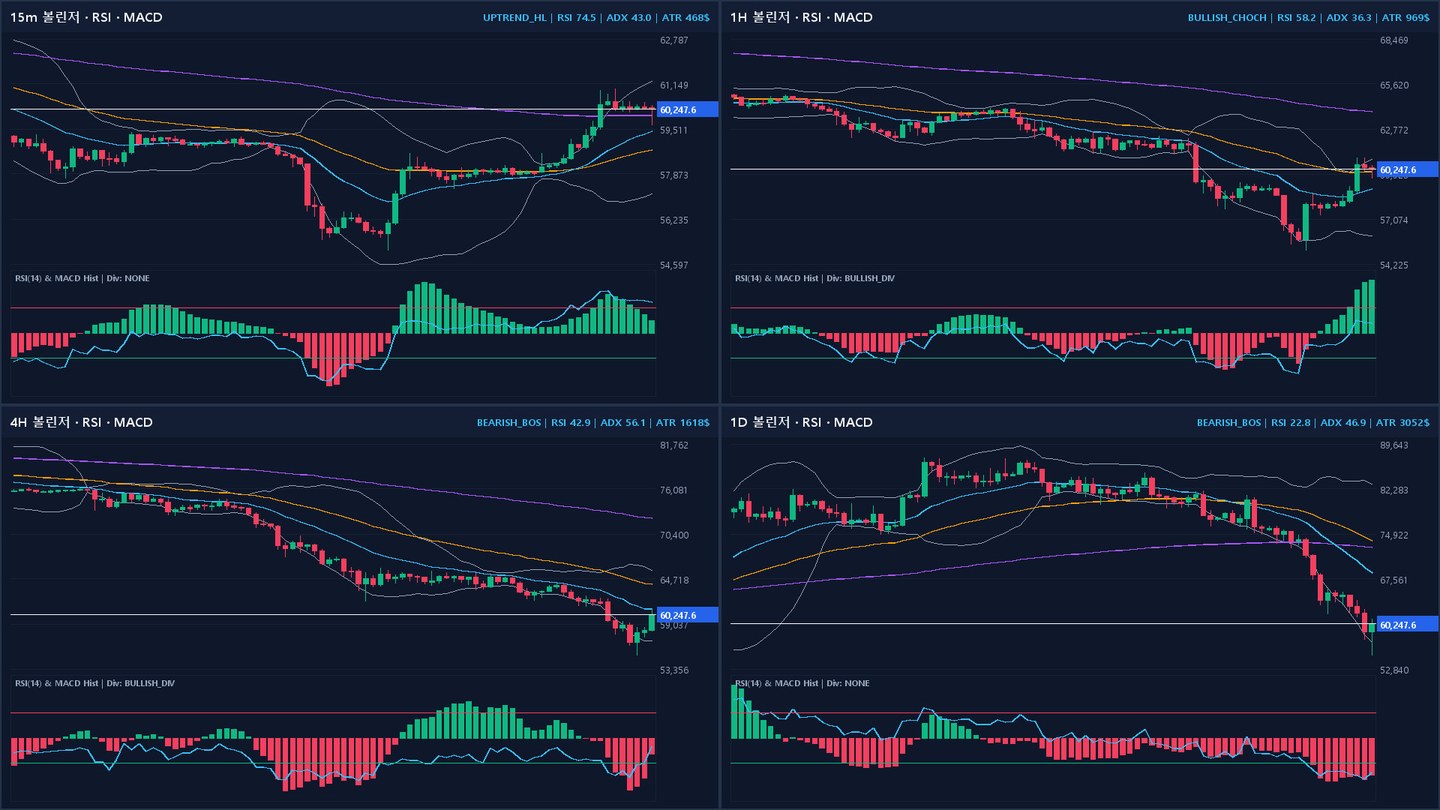 15m 볼린저 · RSI · MACD
UPTREND_HL | RSI 74.5 | ADX 43.0 | ATR 468$
62,787
61,149
60,247.6
59,511
57,873
56,235
54,597
RSI(14) & MACD Hist | Div: NONE
1H 볼린저 · RSI · MACD
BULLISH_CHOCH | RSI 58.2 | ADX 36.3 | ATR 969$
68,469
65,620
62,772
60,247.6
57,074
54,225
RSI(14) & MACD Hist | Div: BULLISH_DIV
4H 볼린저 · RSI · MACD
BEARISH_BOS | RSI 42.9 | ADX 56.1 | ATR 1618$
81,762
76,081
70,400
64,718
60,247.6
59,037
53,356
RSI(14) & MACD Hist | Div: BULLISH_DIV
1D 볼린저 · RSI · MACD
BEARISH_BOS | RSI 22.8 | ADX 46.9 | ATR 3052$
89,643
82,283
74,922
67,561
60,247.6
52,840
RSI(14) & MACD Hist | Div: NONE